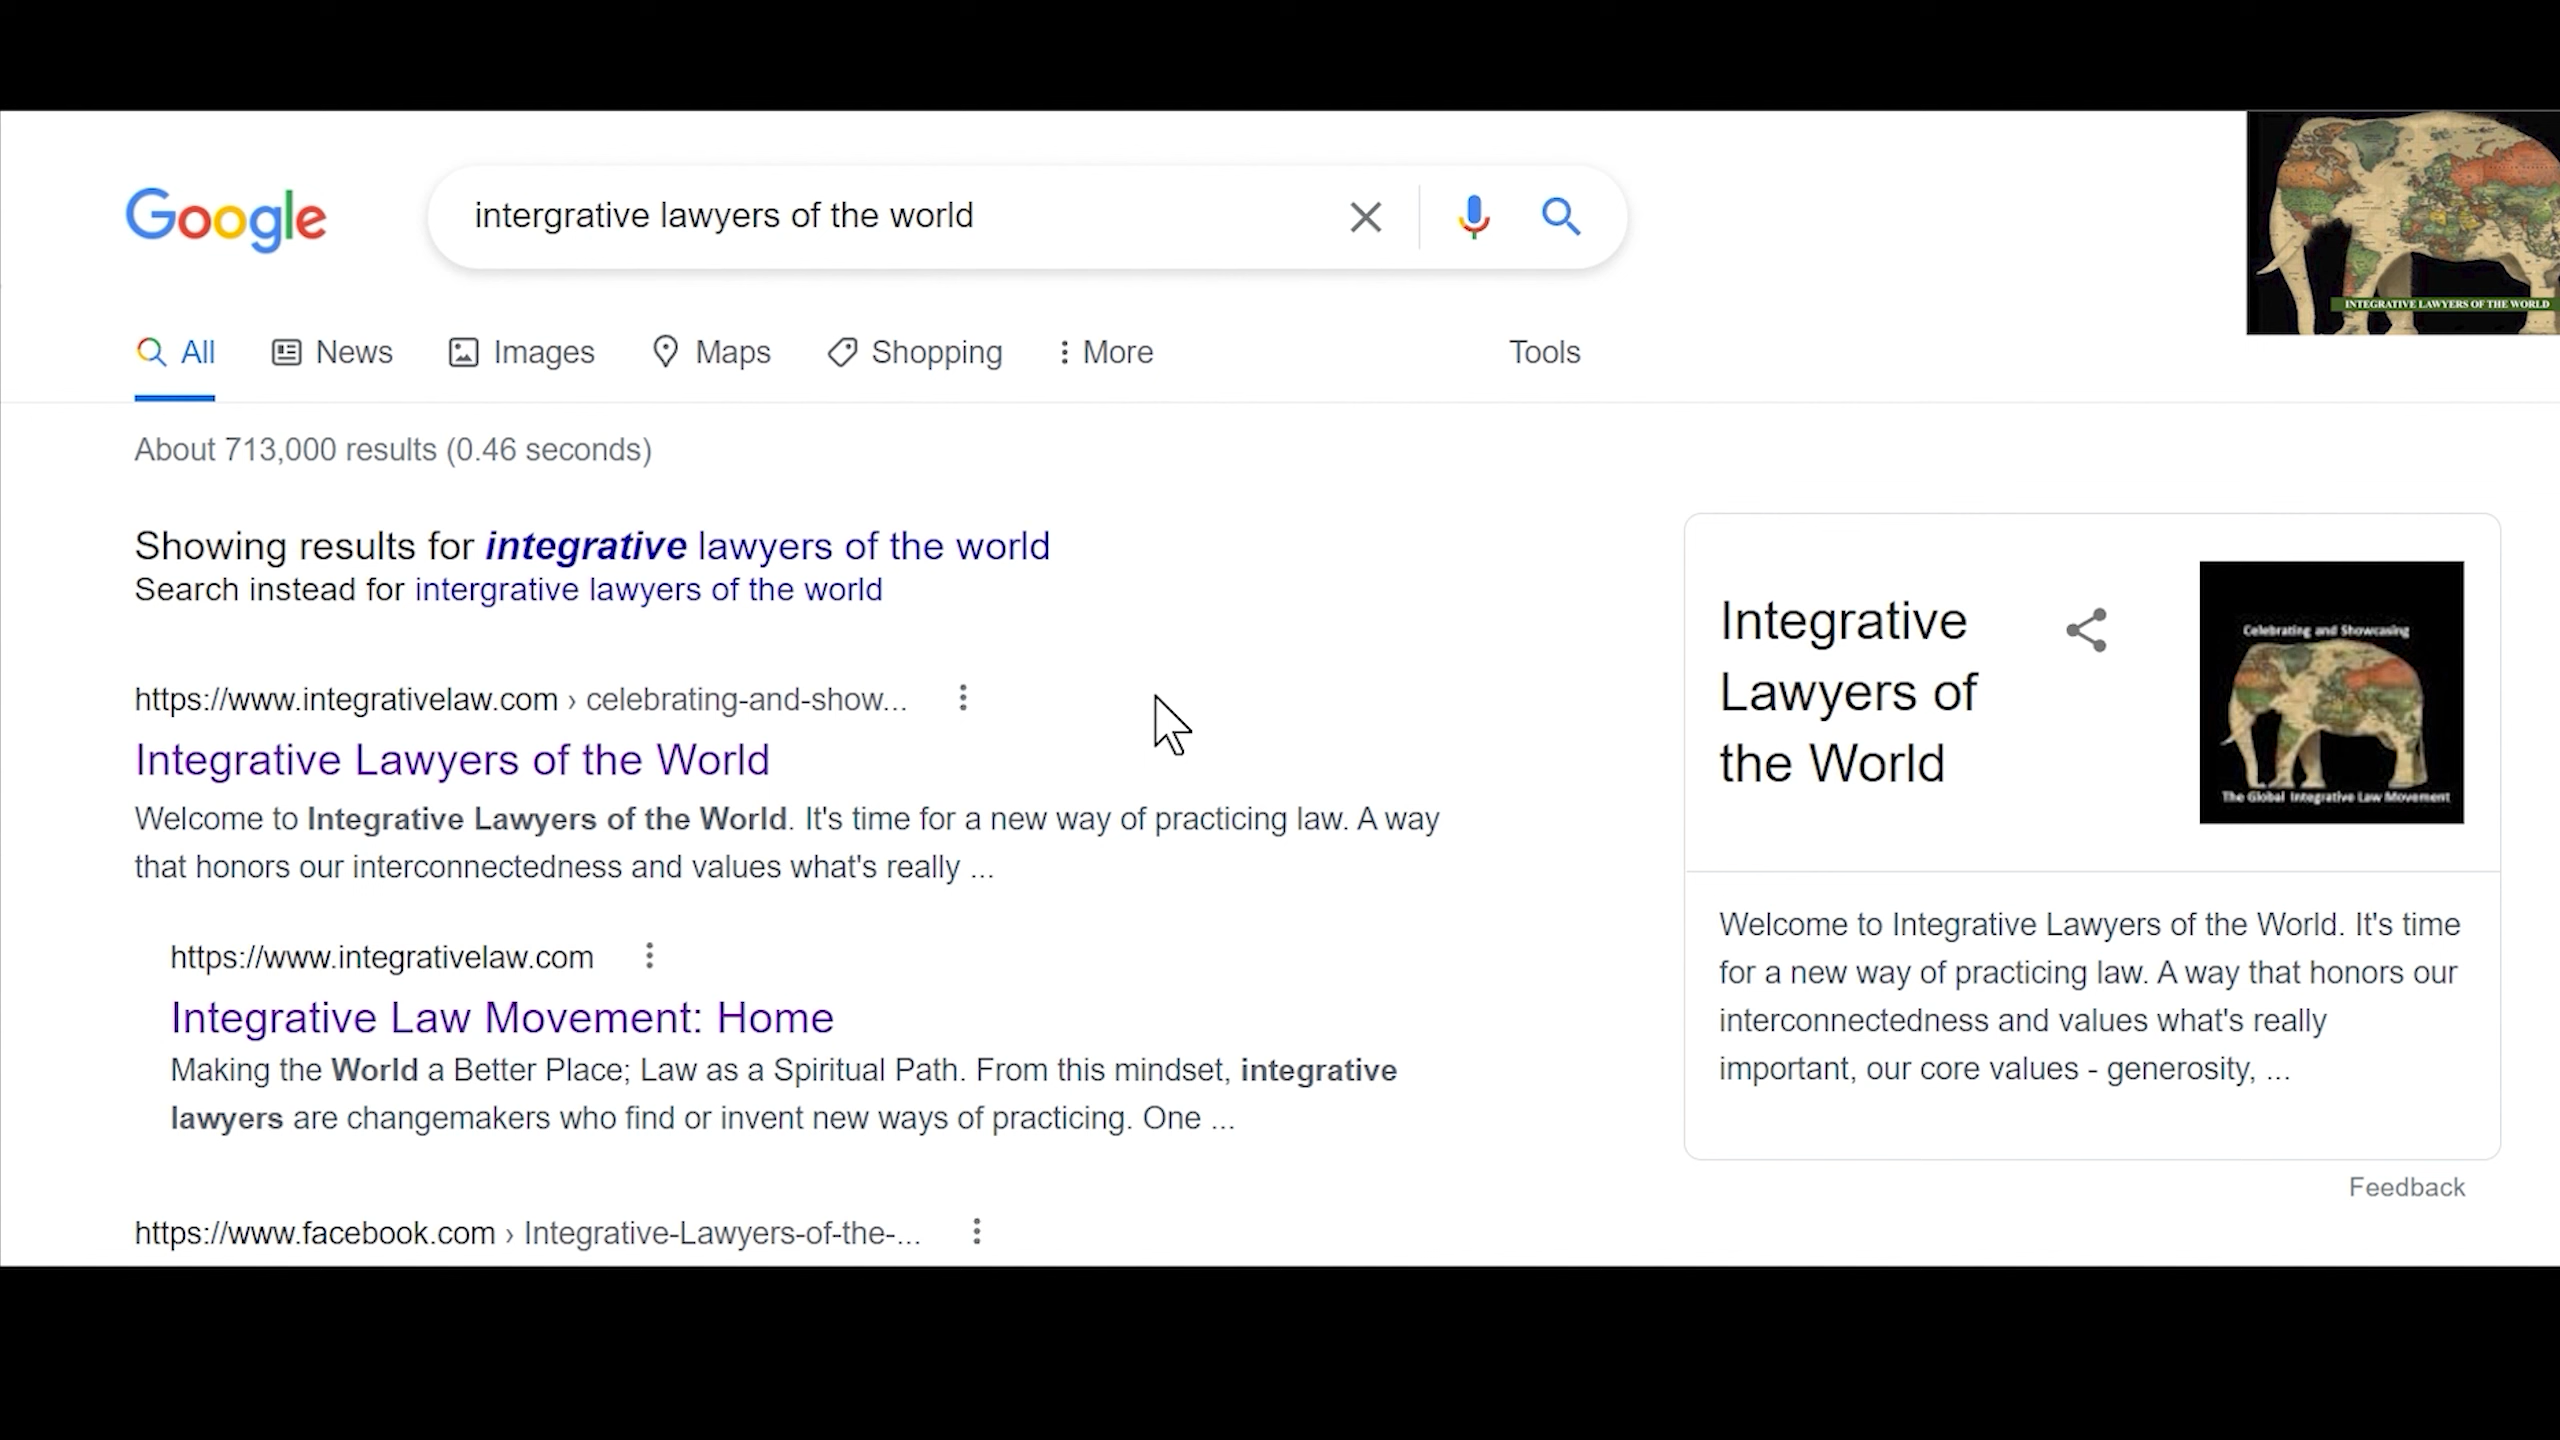 Google
intergrative lawyers of the world
INTEGRATIVE LAWYERS OF THE WORLD
All News Images Maps Shopping More Tools
About 713,000 results (0.46 seconds)
Showing results for integrative lawyers of the world
Search instead for intergrative lawyers of the world
https://www.integrativelaw.com › celebrating-and-show...
Integrative Lawyers of the World
Welcome to Integrative Lawyers of the World. It's time for a new way of practicing law. A way
that honors our interconnectedness and values what's really ...
https://www.integrativelaw.com
Integrative Law Movement: Home
Making the World a Better Place; Law as a Spiritual Path. From this mindset, integrative
lawyers are changemakers who find or invent new ways of practicing. One ...
https://www.facebook.com › Integrative-Lawyers-of-the-...
Integrative
Lawyers of
the World
Celebrating and Showcasing
The Global Integrative Law Movement
Welcome to Integrative Lawyers of the World. It's time
for a new way of practicing law. A way that honors our
interconnectedness and values what's really
important, our core values - generosity, ...
Feedback